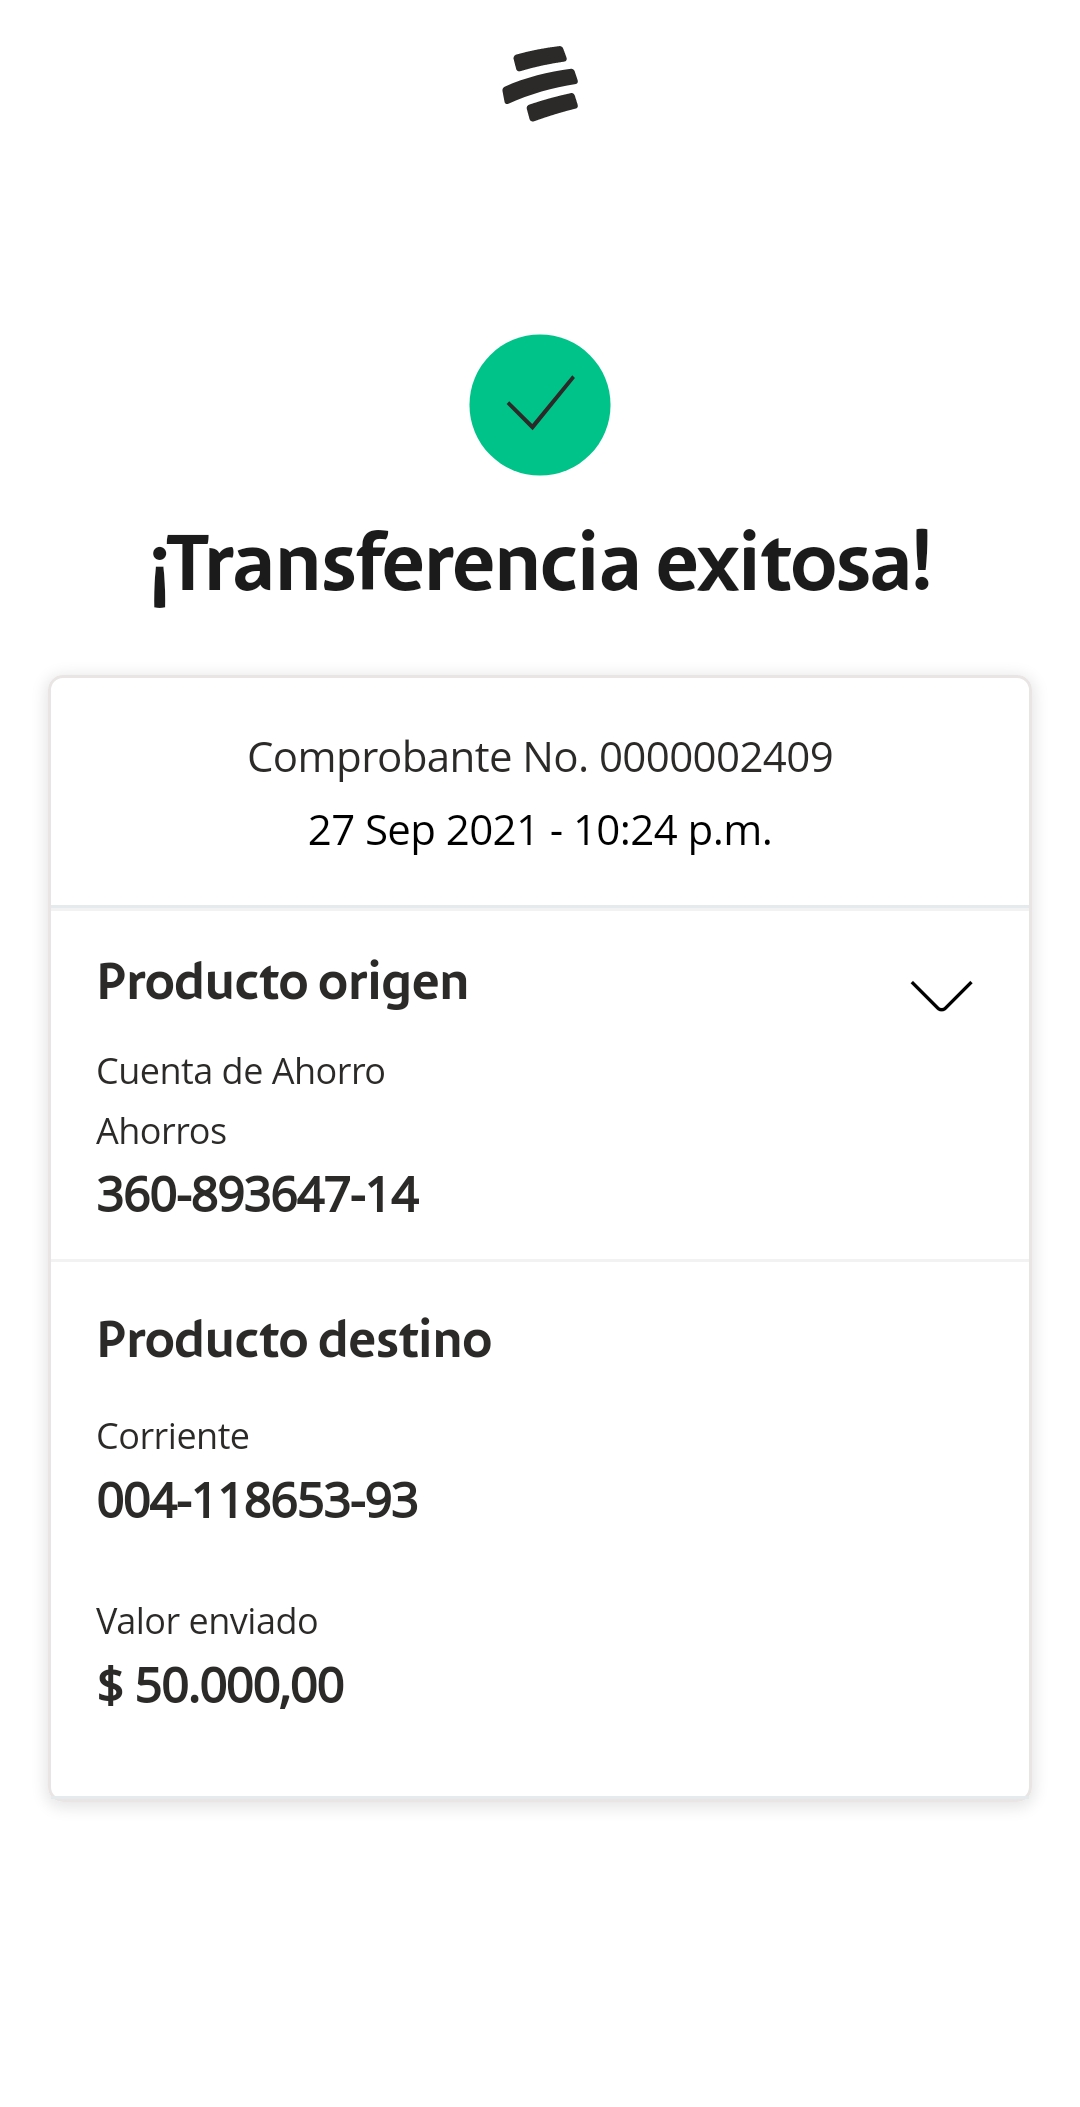 ¡Transferencia exitosa!
Comprobante No. 0000002409
27 Sep 2021 - 10:24 p.m.
Producto origen
Cuenta de Ahorro
Ahorros
360-893647-14
Producto destino
Corriente
004-118653-93
Valor enviado
$ 50.000,00